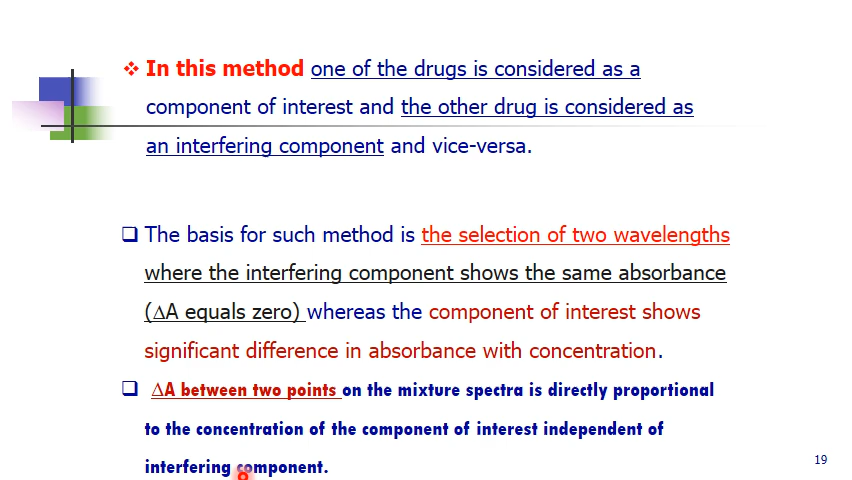 ❖ In this method one of the drugs is considered as a
component of interest and the other drug is considered as
an interfering component and vice-versa.
❑ The basis for such method is the selection of two wavelengths
where the interfering component shows the same absorbance
(∆A equals zero) whereas the component of interest shows
significant difference in absorbance with concentration.
❑ ∆A between two points on the mixture spectra is directly proportional
to the concentration of the component of interest independent of
interfering component.
19